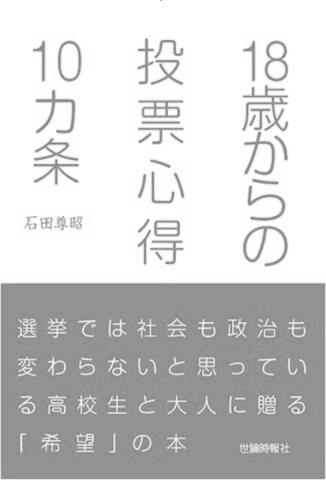 18歳からの
投票心得
10カ条
石田尊昭
選挙では社会も政治も
変わらないと思ってい
る高校生と大人に贈る
「希望」の本
世論時報社